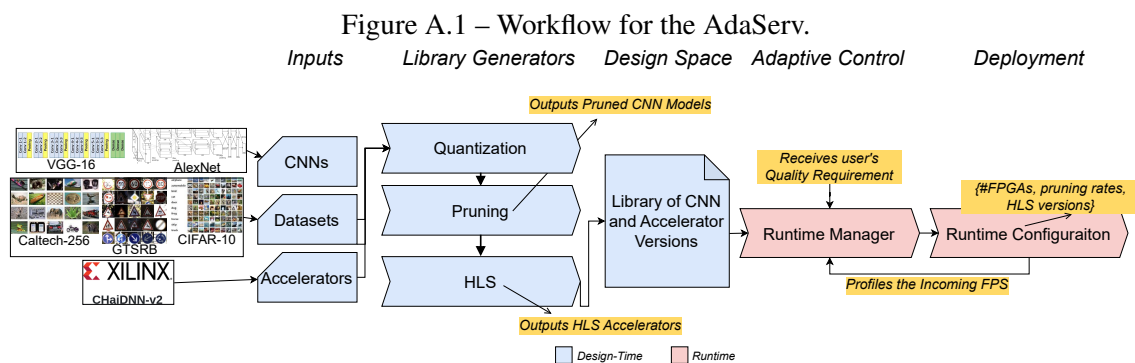 Figure A.1 – Workflow for the AdaServ.
Inputs
Library Generators
Design Space
Adaptive Control
Deployment
Outputs Pruned CNN Models
VGG-16
AlexNet
CNNs
Quantization
Caltech-256
GTSRB
CIFAR-10
Datasets
Pruning
XILINX
CHaiDNN-v2
Accelerators
HLS
Outputs HLS Accelerators
Library of CNN
and Accelerator
Versions
Receives user's
Quality Requirement
Runtime Manager
{#FPGAs, pruning rates,
HLS versions}
Runtime Configuraiton
Profiles the Incoming FPS
Design-Time
Runtime